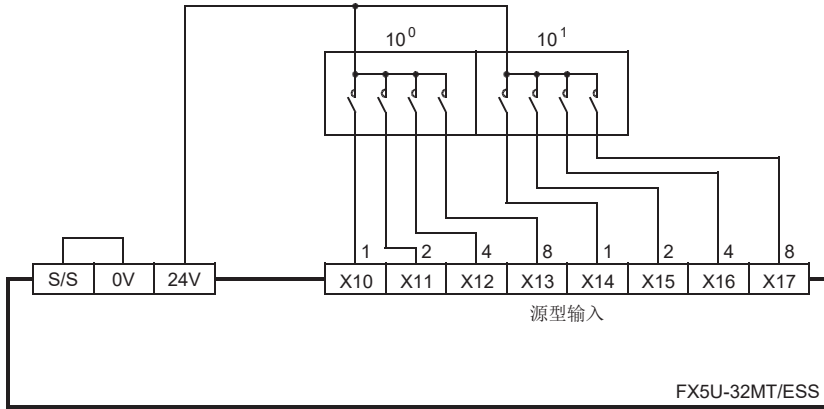 10⁰ 10¹
1 2 4 8 1 2 4 8
S/S 0V 24V X10 X11 X12 X13 X14 X15 X16 X17
源型输入
FX5U-32MT/ESS